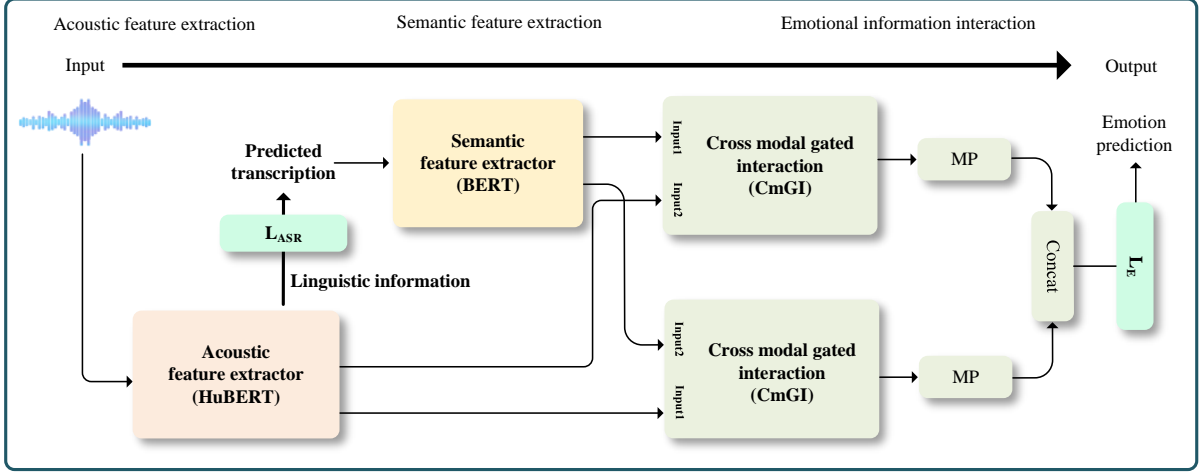 Acoustic feature extraction
Semantic feature extraction
Emotional information interaction
Input
Output
Predicted
transcription
Semantic
feature extractor
(BERT)
Input1
Input2
Cross modal gated
interaction
(CmGI)
MP
Emotion
prediction
LASR
Linguistic information
Concat
LE
Acoustic
feature extractor
(HuBERT)
Input2
Input1
Cross modal gated
interaction
(CmGI)
MP